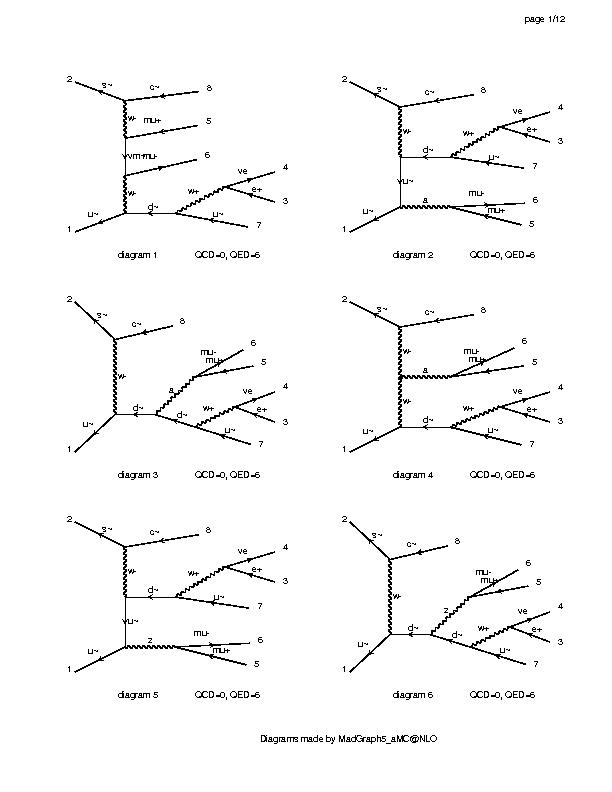 page 1/12
2
s~
c~
8
w-
mu+
5
vm+mu-
6
w-
ve
4
w+
e+
3
d~
u~
7
u~
1
diagram 1 QCD=0, QED=6
2
s~
c~
8
w-
ve
4
w+
e+
3
d~
u~
7
u~
mu-
6
a
mu+
5
u~
1
diagram 2 QCD=0, QED=6
2
s~
c~
8
w-
6
mu-
mu+
5
a
ve
4
w+
e+
3
d~
d~
u~
7
u~
1
diagram 3 QCD=0, QED=6
2
s~
c~
8
w-
6
mu-
mu+
5
a
w-
ve
4
w+
e+
3
d~
u~
7
u~
1
diagram 4 QCD=0, QED=6
2
s~
c~
8
w-
ve
4
w+
e+
3
d~
u~
7
u~
mu-
6
z
mu+
5
u~
1
diagram 5 QCD=0, QED=6
2
s~
c~
8
w-
6
mu-
mu+
5
z
ve
4
w+
e+
3
d~
d~
u~
7
u~
1
diagram 6 QCD=0, QED=6
Diagrams made by MadGraph5_aMC@NLO